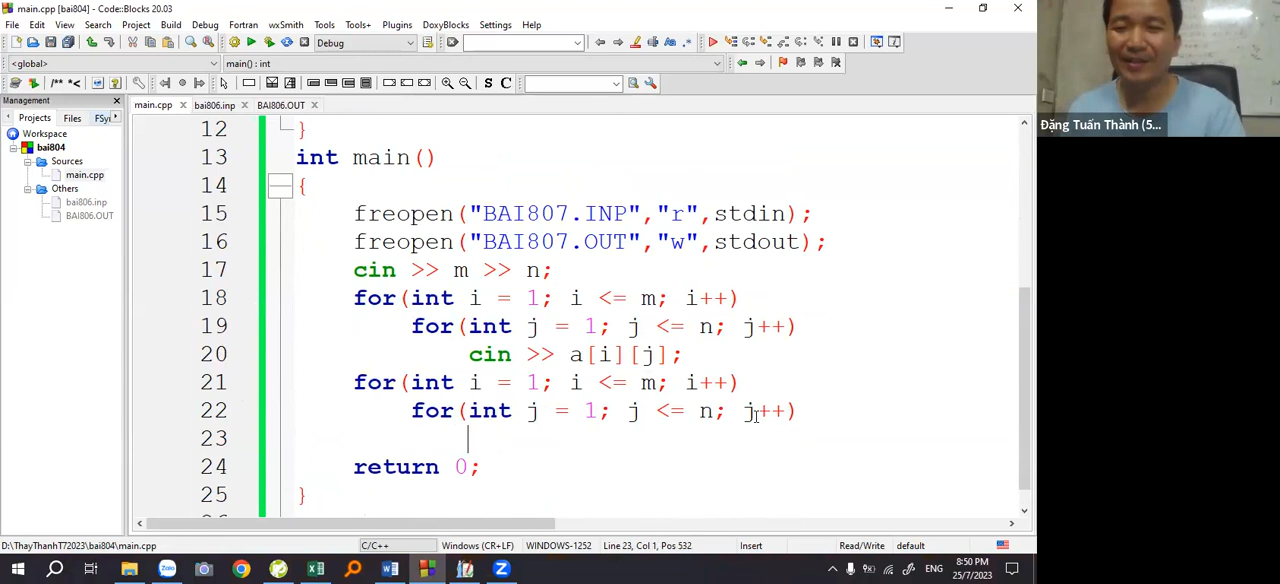 main.cpp [bai804] - Code::Blocks 20.03
File Edit View Search Project Build Debug Fortran wxSmith Tools Tools+ Plugins DoxyBlocks Settings Help
Debug
<global> main() : int
/** *< S C
Management
Projects Files FSy
Workspace
bai804
Sources
main.cpp
Others
bai806.inp
BAI806.OUT
main.cpp bai806.inp BAI806.OUT
12 }
13 int main()
14 {
15 freopen("BAI807.INP","r",stdin);
16 freopen("BAI807.OUT","w",stdout);
17 cin >> m >> n;
18 for(int i = 1; i <= m; i++)
19 for(int j = 1; j <= n; j++)
20 cin >> a[i][j];
21 for(int i = 1; i <= m; i++)
22 for(int j = 1; j <= n; j++)
23
24 return 0;
25 }
Đặng Tuấn Thành (5...
D:\ThayThanhT72023\bai804\main.cpp C/C++ Windows (CR+LF) WINDOWS-1252 Line 23, Col 1, Pos 532 Insert Read/Write default
Zalo
ENG
8:50 PM
25/7/2023